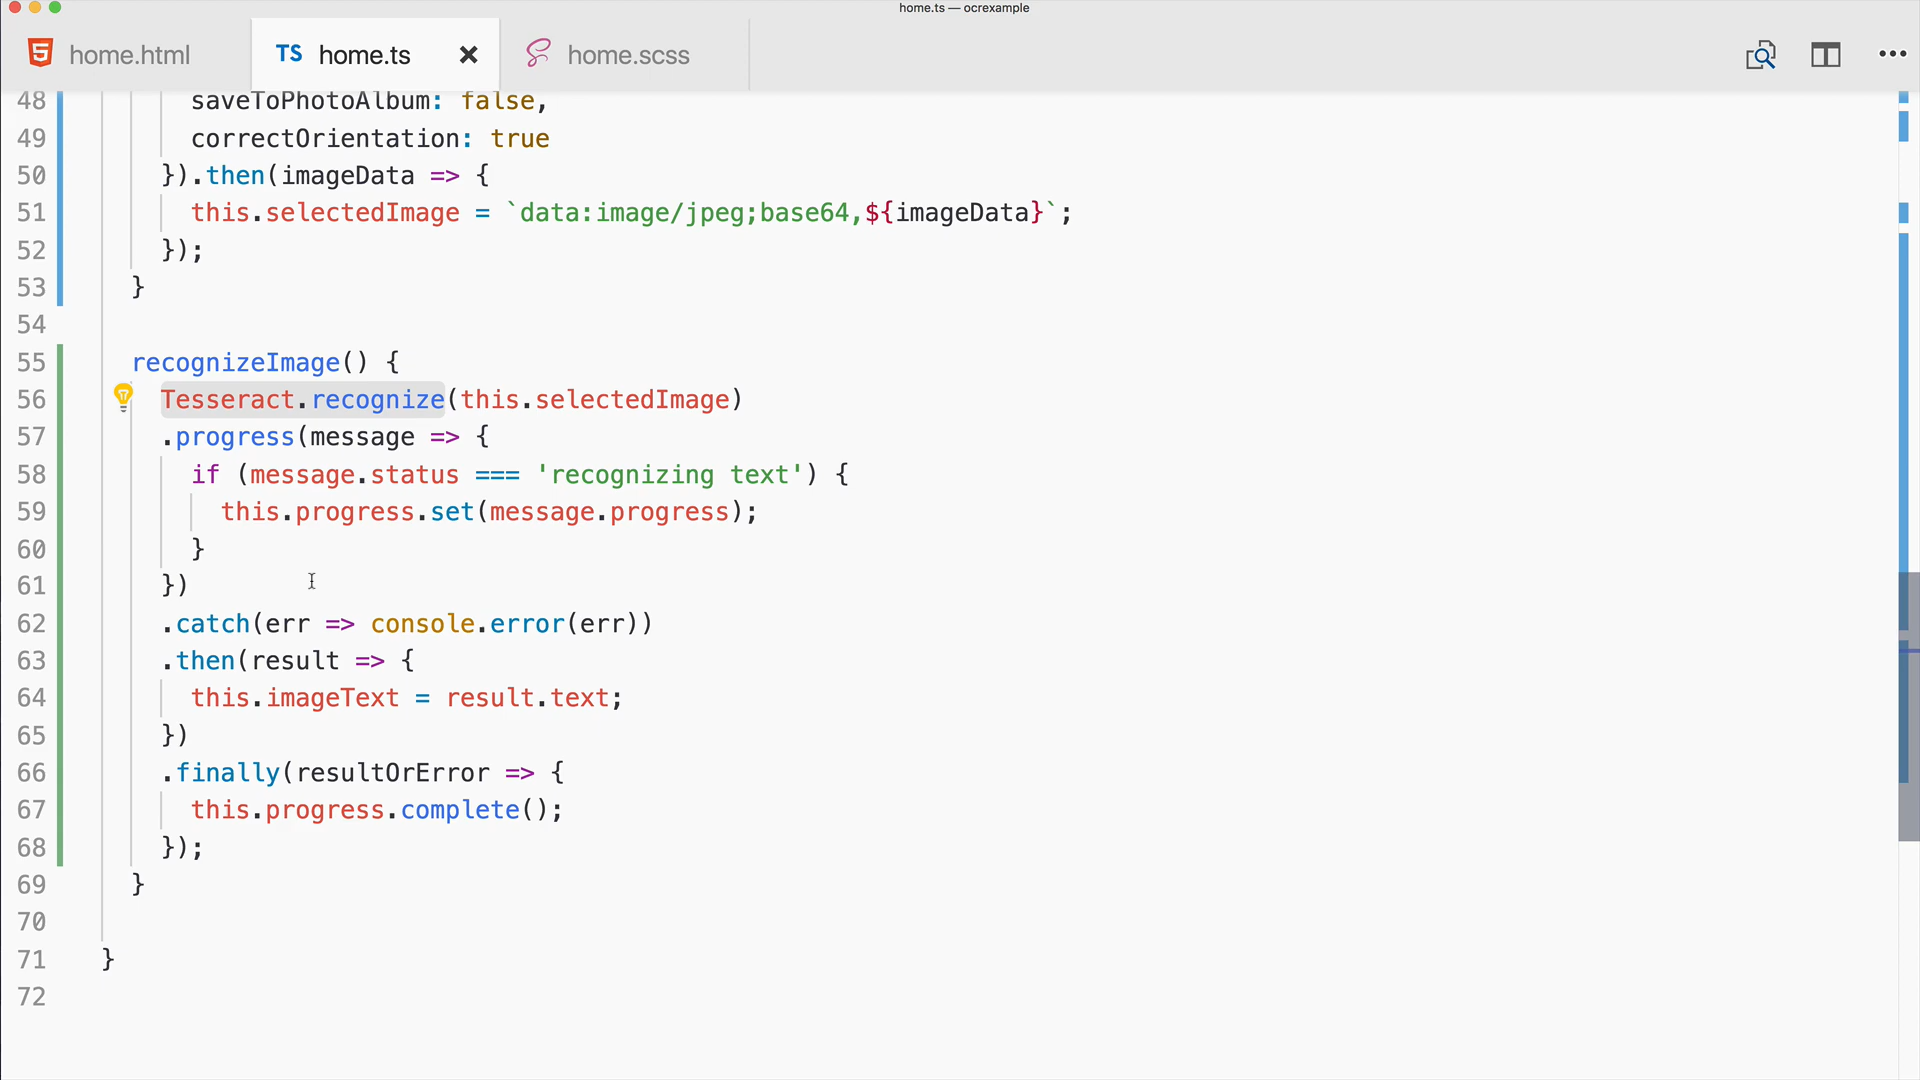 home.ts — ocrexample
5 home.html TS home.ts × home.scss •••
48 saveToPhotoAlbum: false,
49 correctOrientation: true
50 }).then(imageData => {
51 this.selectedImage = `data:image/jpeg;base64,${imageData}`;
52 });
53 }
54
55 recognizeImage() {
56 Tesseract.recognize(this.selectedImage)
57 .progress(message => {
58 if (message.status === 'recognizing text') {
59 this.progress.set(message.progress);
60 }
61 })
62 .catch(err => console.error(err))
63 .then(result => {
64 this.imageText = result.text;
65 })
66 .finally(resultOrError => {
67 this.progress.complete();
68 });
69 }
70
71 }
72